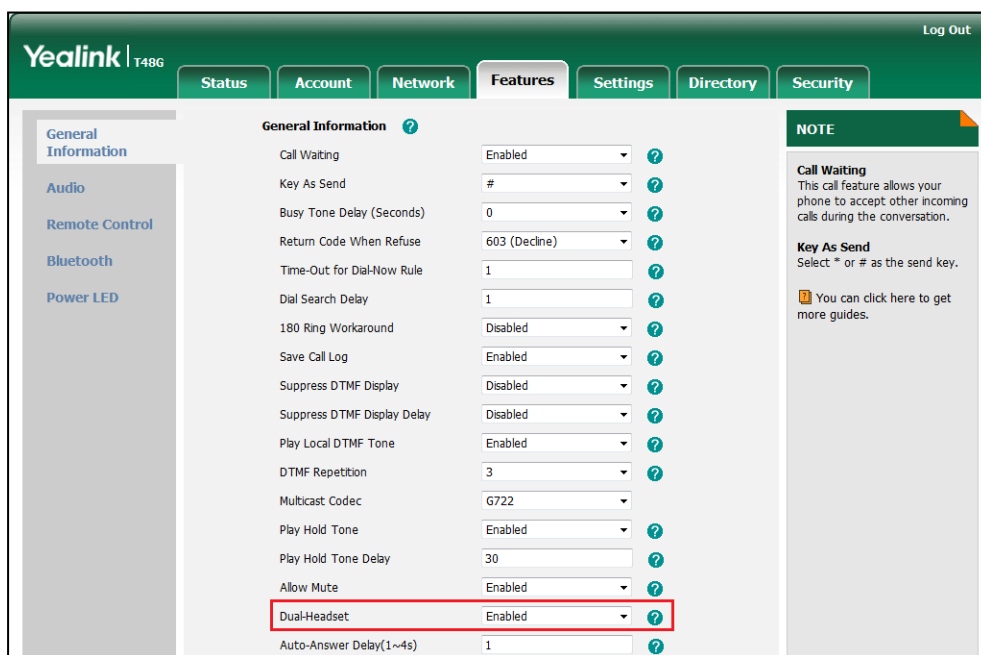 Log Out
Yealink T48G
Status Account Network Features Settings Directory Security
General Information
Audio
Remote Control
Bluetooth
Power LED
General Information ?
Call Waiting Enabled ?
Key As Send # ?
Busy Tone Delay (Seconds) 0 ?
Return Code When Refuse 603 (Decline) ?
Time-Out for Dial-Now Rule 1 ?
Dial Search Delay 1 ?
180 Ring Workaround Disabled ?
Save Call Log Enabled ?
Suppress DTMF Display Disabled ?
Suppress DTMF Display Delay Disabled ?
Play Local DTMF Tone Enabled ?
DTMF Repetition 3 ?
Multicast Codec G722
Play Hold Tone Enabled ?
Play Hold Tone Delay 30 ?
Allow Mute Enabled ?
Dual-Headset Enabled ?
Auto-Answer Delay(1~4s) 1 ?
NOTE
Call Waiting
This call feature allows your
phone to accept other incoming
calls during the conversation.
Key As Send
Select * or # as the send key.
? You can click here to get
more guides.